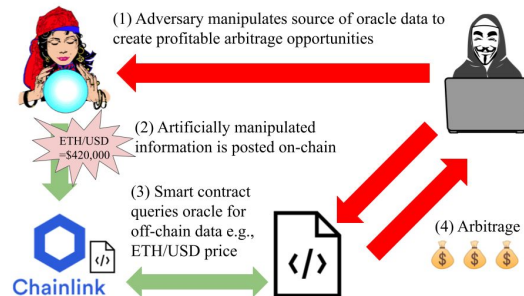 (1) Adversary manipulates source of oracle data to
create profitable arbitrage opportunities
ETH/USD
=$420,000
(2) Artificially manipulated
information is posted on-chain
(3) Smart contract
queries oracle for
off-chain data e.g.,
ETH/USD price
(4) Arbitrage
</>
</>
$ $ $
Chainlink